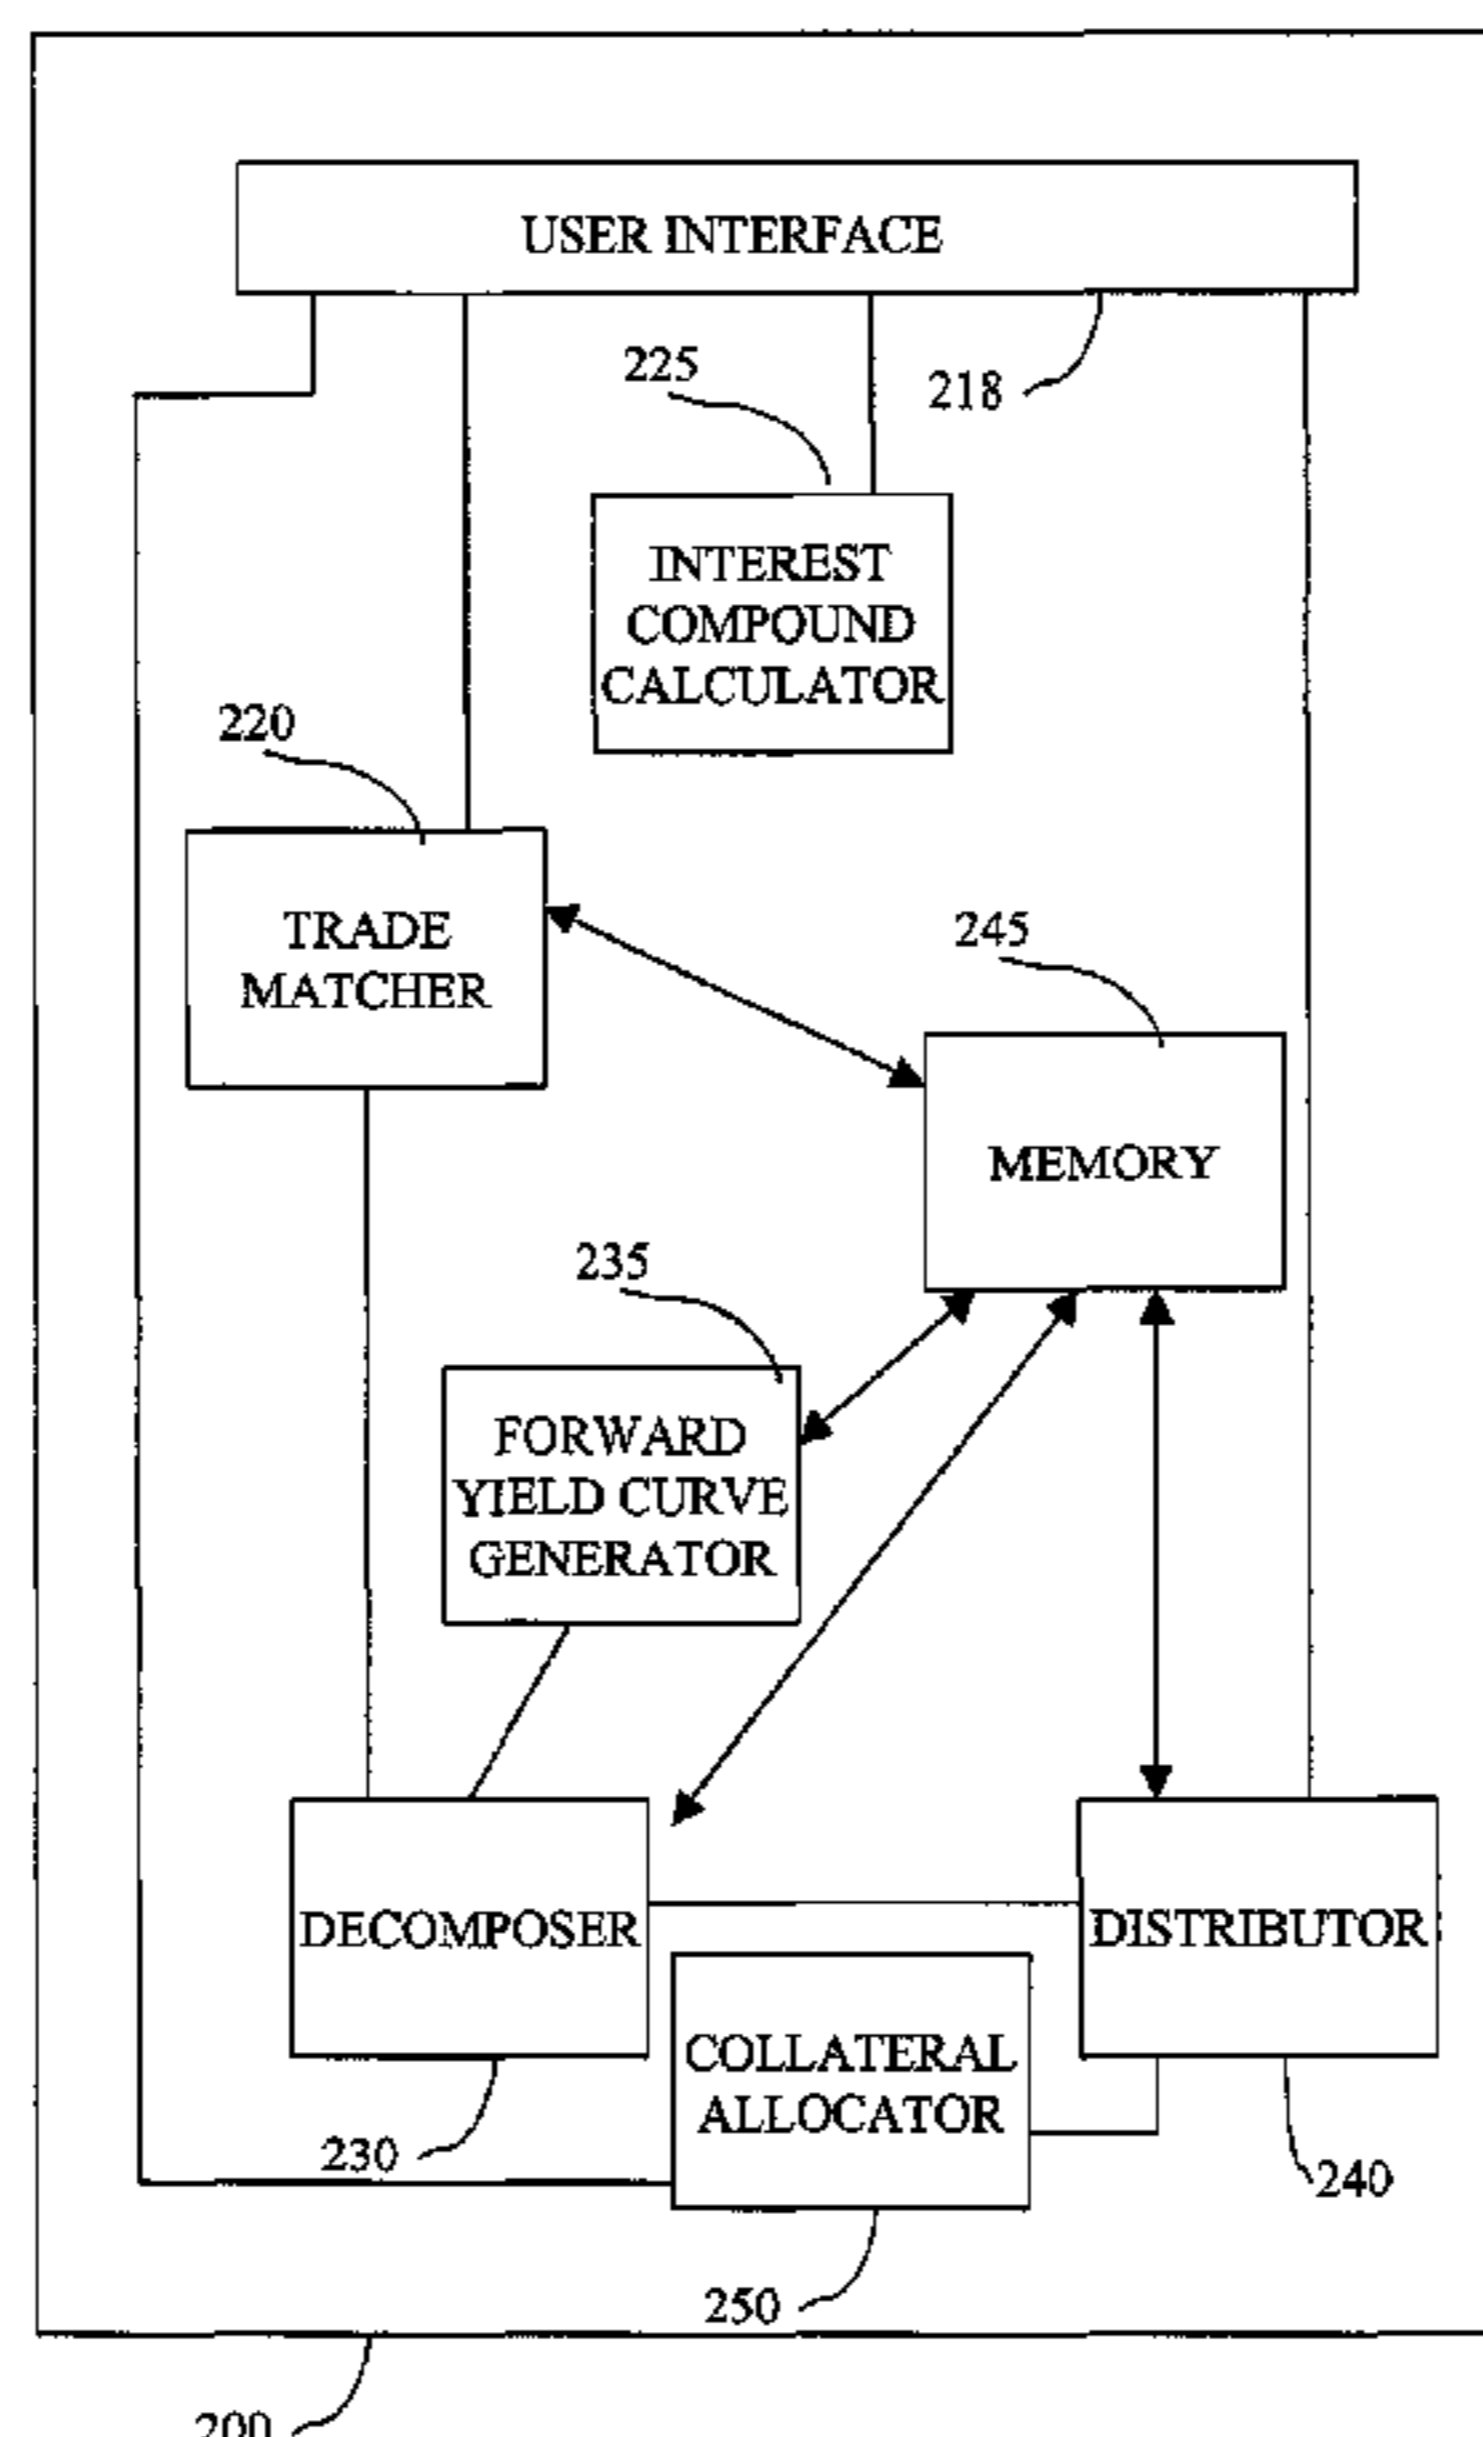 USER INTERFACE
225
218
INTEREST
COMPOUND
CALCULATOR
220
TRADE
MATCHER
245
MEMORY
235
FORWARD
YIELD CURVE
GENERATOR
DECOMPOSER
DISTRIBUTOR
COLLATERAL
ALLOCATOR
230
240
250
200